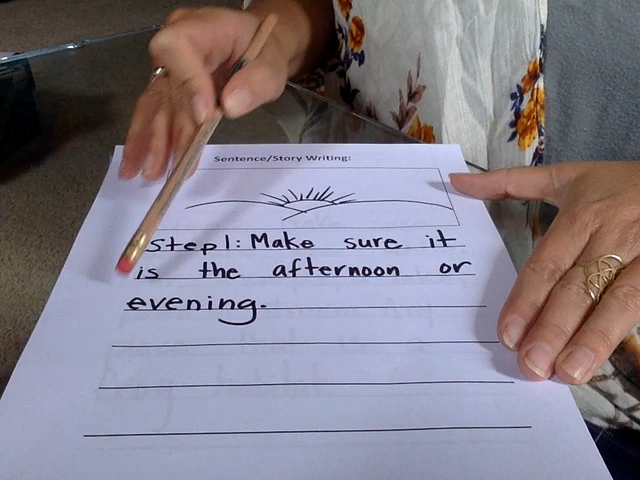 Sentence/Story Writing:
Step1: Make sure it
is the afternoon or
evening.